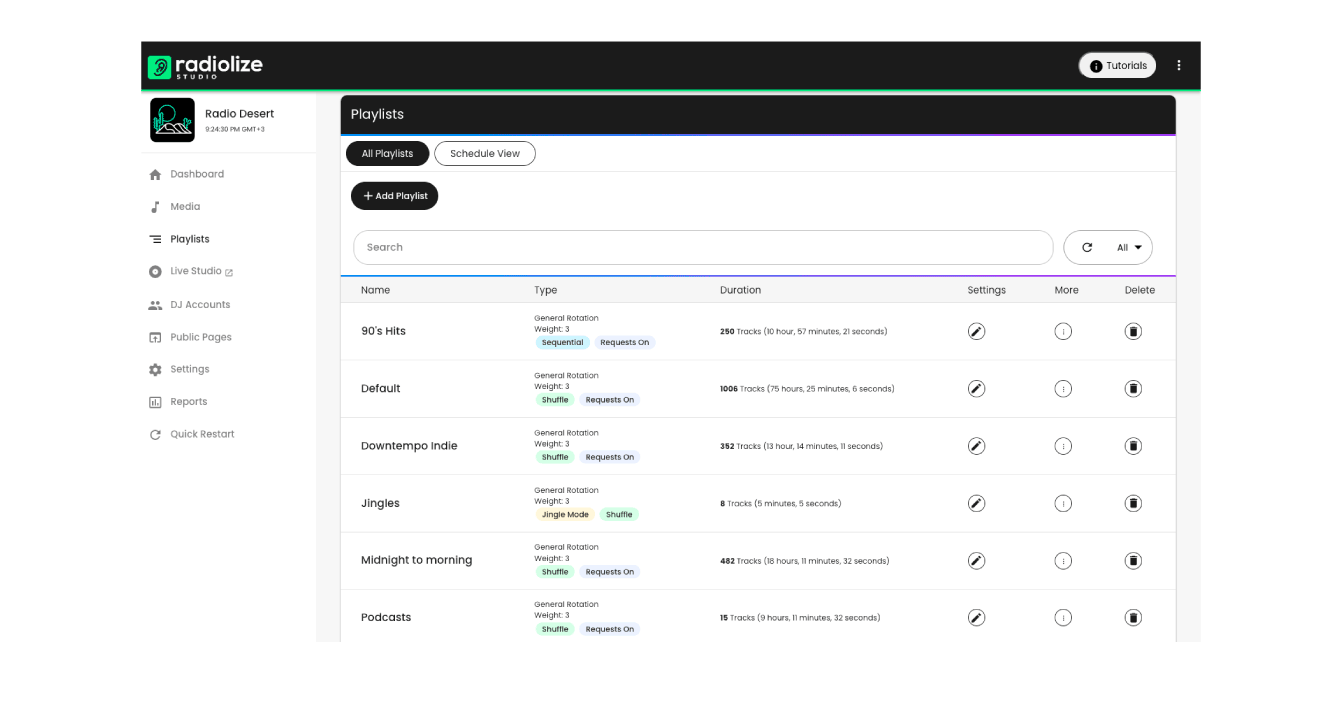 radiolize
STUDIO
Tutorials
Radio Desert
9:24:30 PM GMT+3
Dashboard
Media
Playlists
Live Studio
DJ Accounts
Public Pages
Settings
Reports
Quick Restart
Playlists
All Playlists Schedule View
+ Add Playlist
Search All
Name Type Duration Settings More Delete
90's Hits
General Rotation
Weight: 3
Sequential Requests On
250 Tracks (10 hour, 57 minutes, 21 seconds)
Default
General Rotation
Weight: 3
Shuffle Requests On
1006 Tracks (75 hours, 25 minutes, 6 seconds)
Downtempo Indie
General Rotation
Weight: 3
Shuffle Requests On
352 Tracks (13 hour, 14 minutes, 11 seconds)
Jingles
General Rotation
Weight: 3
Jingle Mode Shuffle
8 Tracks (5 minutes, 5 seconds)
Midnight to morning
General Rotation
Weight: 3
Shuffle Requests On
482 Tracks (18 hours, 11 minutes, 32 seconds)
Podcasts
General Rotation
Weight: 3
Shuffle Requests On
15 Tracks (9 hours, 11 minutes, 32 seconds)